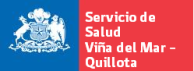 Servicio de
Salud
Viña del Mar –
Quillota